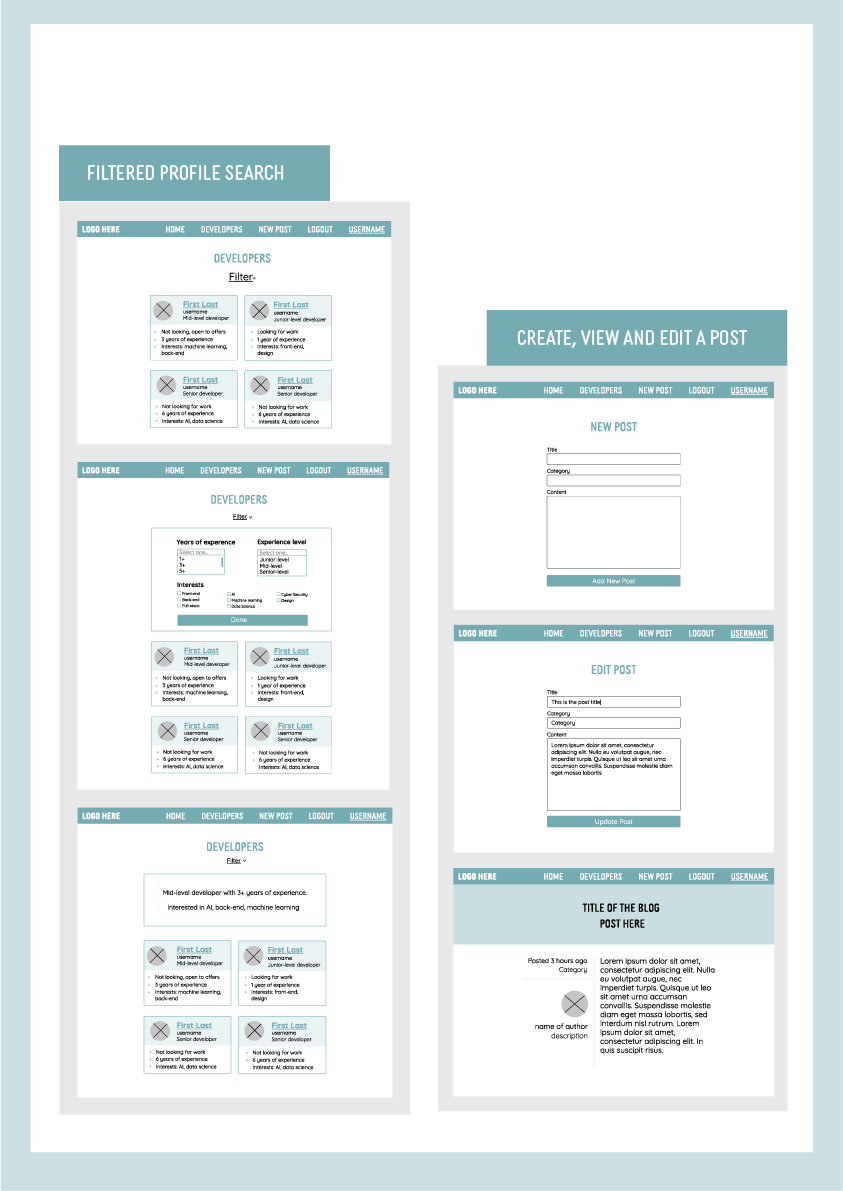 FILTERED PROFILE SEARCH
LOGO HERE HOME DEVELOPERS NEW POST LOGOUT USERNAME
DEVELOPERS
Filter^
First Last
username
Mid-level developer
Not looking, open to offers
3 years of experience
Interests: machine learning,
back-end
First Last
username
Junior-level developer
Looking for work
1 year of experience
Interests: front-end,
design
First Last
username
Senior developer
Not looking for work
6 years of experience
Interests: AI, data science
First Last
username
Senior developer
Not looking for work
6 years of experience
Interests: AI, data science
LOGO HERE HOME DEVELOPERS NEW POST LOGOUT USERNAME
DEVELOPERS
Filter v
Years of experence
Select one...
1+
3+
5+
Experience level
Select one...
Junior-level
Mid-level
Senior-level
Interests
Front-end AI Cyber Security
Back-end Machine learning Design
Full stack Data Science
Done
First Last
username
Mid-level developer
Not looking, open to offers
3 years of experience
Interests: machine learning,
back-end
First Last
username
Junior-level developer
Looking for work
1 year of experience
Interests: front-end,
design
First Last
username
Senior developer
Not looking for work
6 years of experience
Interests: AI, data science
First Last
username
Senior developer
Not looking for work
6 years of experience
Interests: AI, data science
LOGO HERE HOME DEVELOPERS NEW POST LOGOUT USERNAME
DEVELOPERS
Filter v
Mid-level developer with 3+ years of experience.
Interested in AI, back-end, machine learning
First Last
username
Mid-level developer
Not looking, open to offers
3 years of experience
Interests: machine learning,
back-end
First Last
username
Junior-level developer
Looking for work
1 year of experience
Interests: front-end,
design
First Last
username
Senior developer
Not looking for work
6 years of experience
Interests: AI, data science
First Last
username
Senior developer
Not looking for work
6 years of experience
Interests: AI, data science
CREATE, VIEW AND EDIT A POST
LOGO HERE HOME DEVELOPERS NEW POST LOGOUT USERNAME
NEW POST
Title
Category
Content
Add New Post
LOGO HERE HOME DEVELOPERS NEW POST LOGOUT USERNAME
EDIT POST
Title
This is the post title
Category
Category
Content
Lorem ipsum dolor sit amet, consectetur
adipiscing elit. Nulla eu volutpat augue, nec
imperdiet turpis. Quisque ut leo sit amet urna
accumsan convallis. Suspendisse molestie diam
eget massa lobortis
Update Post
LOGO HERE HOME DEVELOPERS NEW POST LOGOUT USERNAME
TITLE OF THE BLOG
POST HERE
Posted 3 hours ago
Category
name of author
description
Lorem ipsum dolor sit amet,
consectetur adipiscing elit. Nulla
eu volutpat augue, nec
imperdiet turpis. Quisque ut leo
sit amet urna accumsan
convallis. Suspendisse molestie
diam eget massa lobortis, sed
interdum nisl rutrum. Lorem
ipsum dolor sit amet,
consectetur adipiscing elit. In
quis suscipit risus.